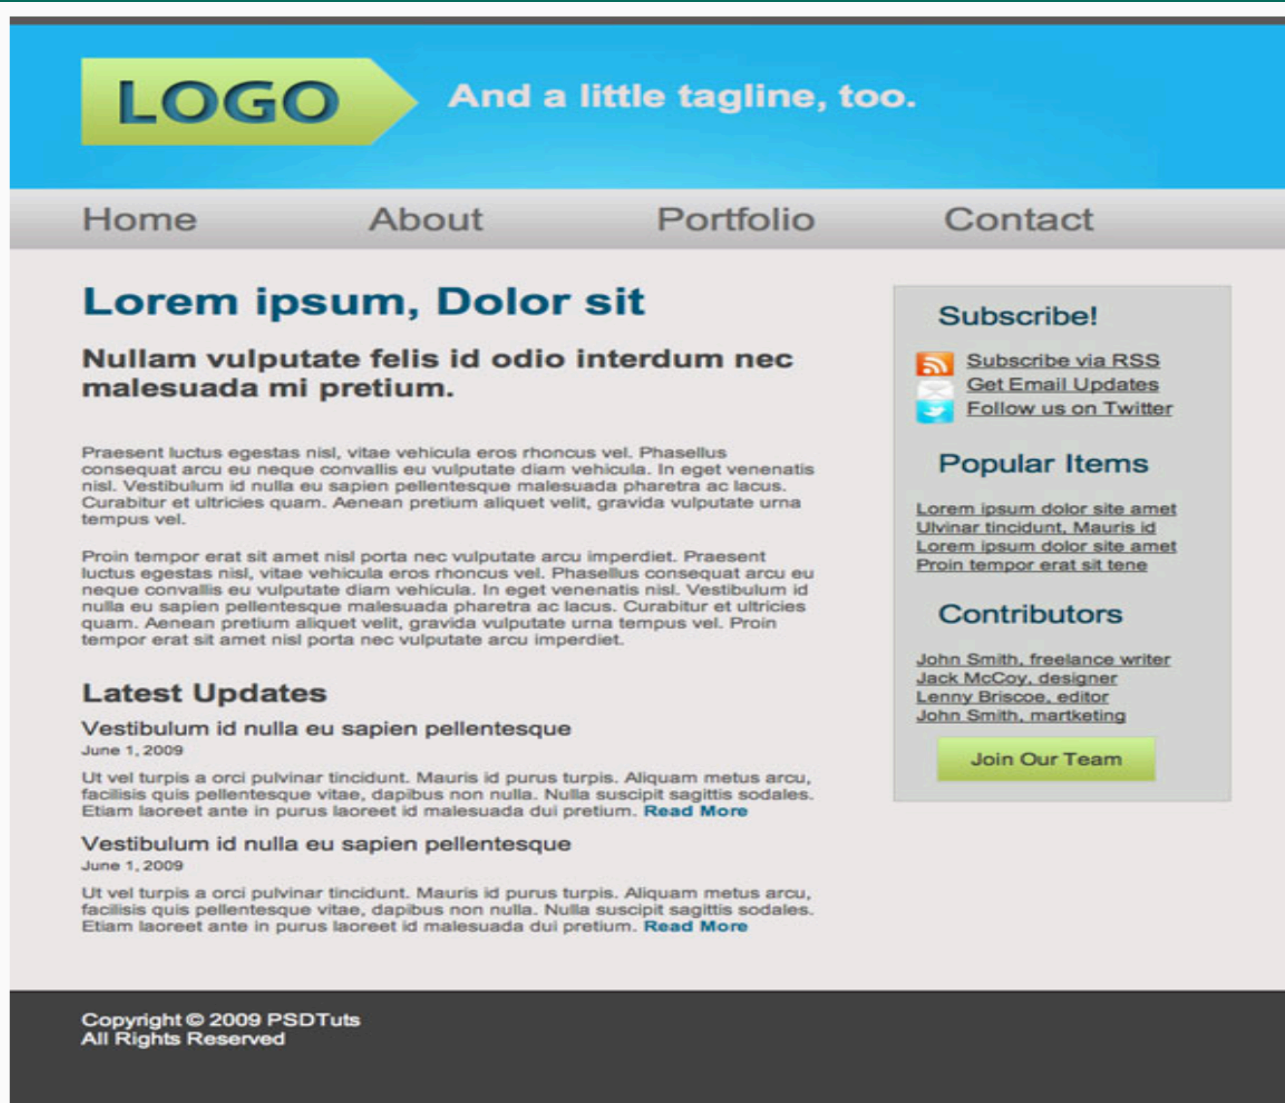 LOGO
And a little tagline, too.
Home About Portfolio Contact
Lorem ipsum, Dolor sit
Nullam vulputate felis id odio interdum nec
malesuada mi pretium.
Praesent luctus egestas nisl, vitae vehicula eros rhoncus vel. Phasellus
consequat arcu eu neque convallis eu vulputate diam vehicula. In eget venenatis
nisl. Vestibulum id nulla eu sapien pellentesque malesuada pharetra ac lacus.
Curabitur et ultricies quam. Aenean pretium aliquet velit, gravida vulputate urna
tempus vel.
Proin tempor erat sit amet nisl porta nec vulputate arcu imperdiet. Praesent
luctus egestas nisl, vitae vehicula eros rhoncus vel. Phasellus consequat arcu eu
neque convallis eu vulputate diam vehicula. In eget venenatis nisl. Vestibulum id
nulla eu sapien pellentesque malesuada pharetra ac lacus. Curabitur et ultricies
quam. Aenean pretium aliquet velit, gravida vulputate urna tempus vel. Proin
tempor erat sit amet nisl porta nec vulputate arcu imperdiet.
Latest Updates
Vestibulum id nulla eu sapien pellentesque
June 1, 2009
Ut vel turpis a orci pulvinar tincidunt. Mauris id purus turpis. Aliquam metus arcu,
facilisis quis pellentesque vitae, dapibus non nulla. Nulla suscipit sagittis sodales.
Etiam laoreet ante in purus laoreet id malesuada dui pretium. Read More
Vestibulum id nulla eu sapien pellentesque
June 1, 2009
Ut vel turpis a orci pulvinar tincidunt. Mauris id purus turpis. Aliquam metus arcu,
facilisis quis pellentesque vitae, dapibus non nulla. Nulla suscipit sagittis sodales.
Etiam laoreet ante in purus laoreet id malesuada dui pretium. Read More
Subscribe!
Subscribe via RSS
Get Email Updates
Follow us on Twitter
Popular Items
Lorem ipsum dolor site amet
Ulvinar tincidunt, Mauris id
Lorem ipsum dolor site amet
Proin tempor erat sit tene
Contributors
John Smith, freelance writer
Jack McCoy, designer
Lenny Briscoe, editor
John Smith, martketing
Join Our Team
Copyright © 2009 PSDTuts
All Rights Reserved